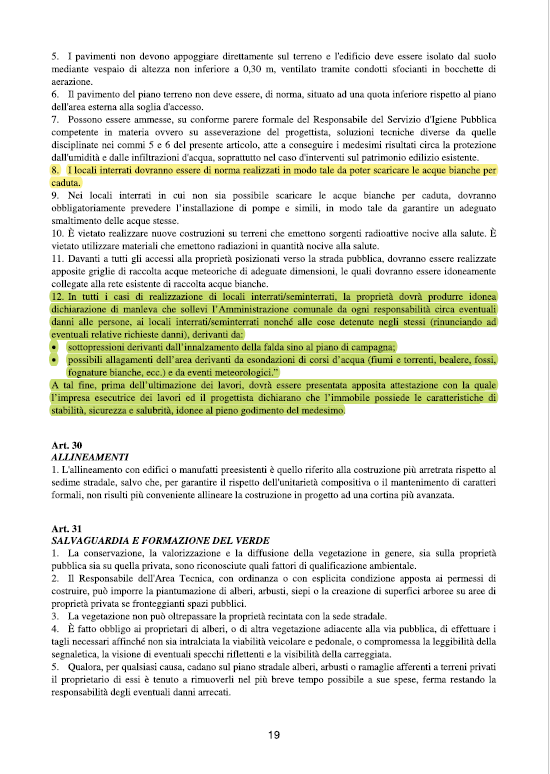 5. I pavimenti non devono appoggiare direttamente sul terreno e l'edificio deve essere isolato dal suolo
mediante vespaio di altezza non inferiore a 0,30 m, ventilato tramite condotti sfocianti in bocchette di
aerazione.
6. Il pavimento del piano terreno non deve essere, di norma, situato ad una quota inferiore rispetto al piano
dell'area esterna alla soglia d'accesso.
7. Possono essere ammesse, su conforme parere formale del Responsabile del Servizio d'Igiene Pubblica
competente in materia ovvero su asseverazione del progettista, soluzioni tecniche diverse da quelle
disciplinate nei commi 5 e 6 del presente articolo, atte a conseguire i medesimi risultati circa la protezione
dall'umidità e dalle infiltrazioni d'acqua, soprattutto nel caso d'interventi sul patrimonio edilizio esistente.
8. I locali interrati dovranno essere di norma realizzati in modo tale da poter scaricare le acque bianche per
caduta.
9. Nei locali interrati in cui non sia possibile scaricare le acque bianche per caduta, dovranno
obbligatoriamente prevedere l’installazione di pompe e simili, in modo tale da garantire un adeguato
smaltimento delle acque stesse.
10. È vietato realizzare nuove costruzioni su terreni che emettono sorgenti radioattive nocive alla salute. È
vietato utilizzare materiali che emettono radiazioni in quantità nocive alla salute.
11. Davanti a tutti gli accessi alla proprietà posizionati verso la strada pubblica, dovranno essere realizzate
apposite griglie di raccolta acque meteoriche di adeguate dimensioni, le quali dovranno essere idoneamente
collegate alla rete esistente di raccolta acque bianche.
12. In tutti i casi di realizzazione di locali interrati/seminterrati, la proprietà dovrà produrre idonea
dichiarazione di manleva che sollevi l’Amministrazione comunale da ogni responsabilità circa eventuali
danni alle persone, ai locali interrati/seminterrati nonché alle cose detenute negli stessi (rinunciando ad
eventuali relative richieste danni), derivanti da:
• sottopressioni derivanti dall’innalzamento della falda sino al piano di campagna;
• possibili allagamenti dell’area derivanti da esondazioni di corsi d’acqua (fiumi e torrenti, bealere, fossi,
fognature bianche, ecc.) e da eventi meteorologici.”
A tal fine, prima dell’ultimazione dei lavori, dovrà essere presentata apposita attestazione con la quale
l’impresa esecutrice dei lavori ed il progettista dichiarano che l’immobile possiede le caratteristiche di
stabilità, sicurezza e salubrità, idonee al pieno godimento del medesimo.
Art. 30
ALLINEAMENTI
1. L'allineamento con edifici o manufatti preesistenti è quello riferito alla costruzione più arretrata rispetto al
sedime stradale, salvo che, per garantire il rispetto dell'unitarietà compositiva o il mantenimento di caratteri
formali, non risulti più conveniente allineare la costruzione in progetto ad una cortina più avanzata.
Art. 31
SALVAGUARDIA E FORMAZIONE DEL VERDE
1. La conservazione, la valorizzazione e la diffusione della vegetazione in genere, sia sulla proprietà
pubblica sia su quella privata, sono riconosciute quali fattori di qualificazione ambientale.
2. Il Responsabile dell'Area Tecnica, con ordinanza o con esplicita condizione apposta ai permessi di
costruire, può imporre la piantumazione di alberi, arbusti, siepi o la creazione di superfici arboree su aree di
proprietà privata se fronteggianti spazi pubblici.
3. La vegetazione non può oltrepassare la proprietà recintata con la sede stradale.
4. È fatto obbligo ai proprietari di alberi, o di altra vegetazione adiacente alla via pubblica, di effettuare i
tagli necessari affinché non sia intralciata la viabilità veicolare e pedonale, o compromessa la leggibilità della
segnaletica, la visione di eventuali specchi riflettenti e la visibilità della carreggiata.
5. Qualora, per qualsiasi causa, cadano sul piano stradale alberi, arbusti o ramaglie afferenti a terreni privati
il proprietario di essi è tenuto a rimuoverli nel più breve tempo possibile a sue spese, ferma restando la
responsabilità degli eventuali danni arrecati.
19